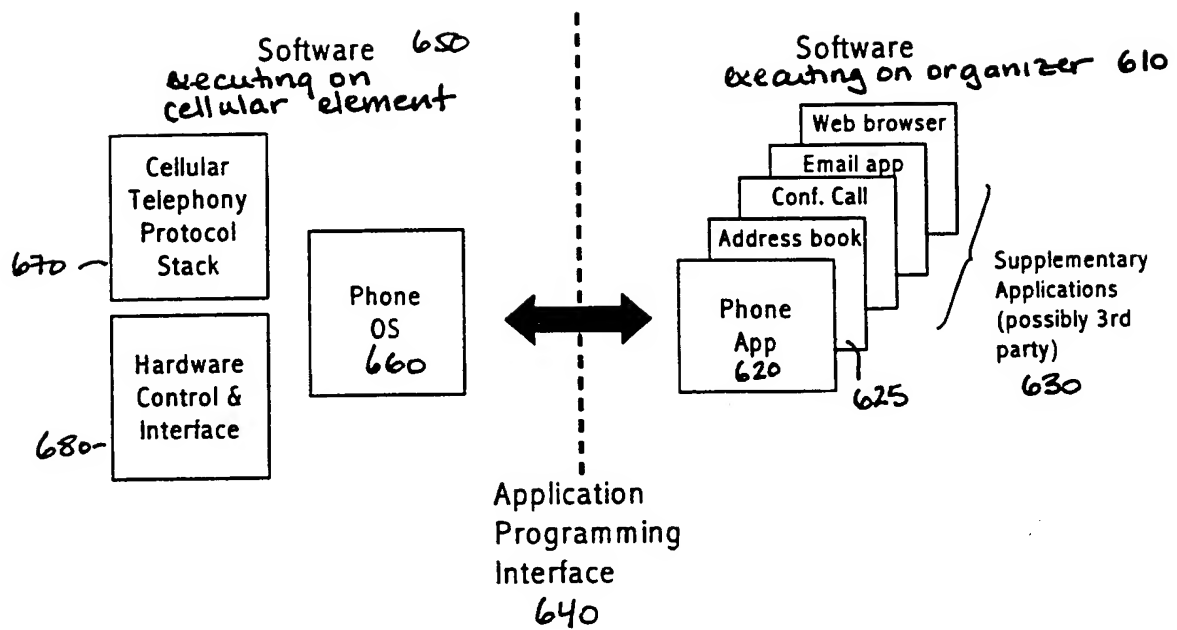 Software 650
executing on
cellular element
Cellular
Telephony
Protocol
Stack
670
Hardware
Control &
Interface
680
Phone
OS
660
Application
Programming
Interface
640
Software
executing on organizer 610
Web browser
Email app
Conf. Call
Address book
Phone
App
620
625
Supplementary
Applications
(possibly 3rd
party)
630